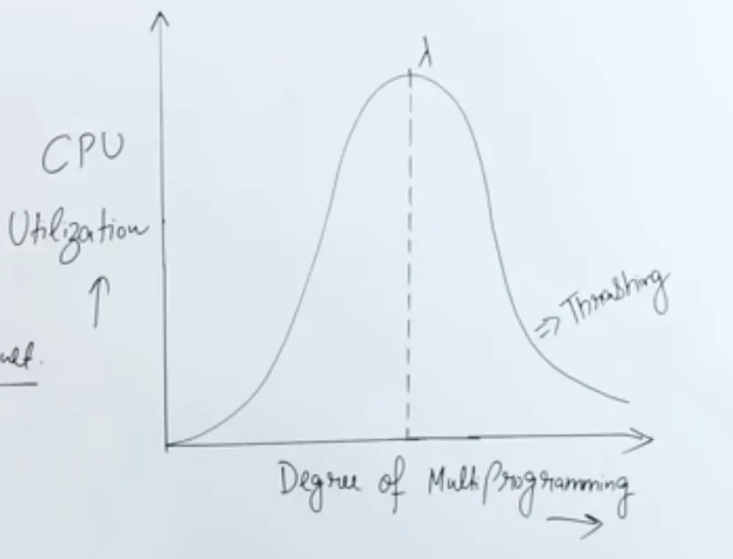 λ
CPU
Utilization
Thrashing
Degree of MultiProgramming